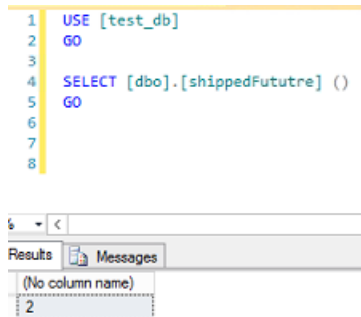 1 USE [test_db]
2 GO
3
4 SELECT [dbo].[shippedFututre] ()
5 GO
6
7
8
% <
Results Messages
(No column name)
2